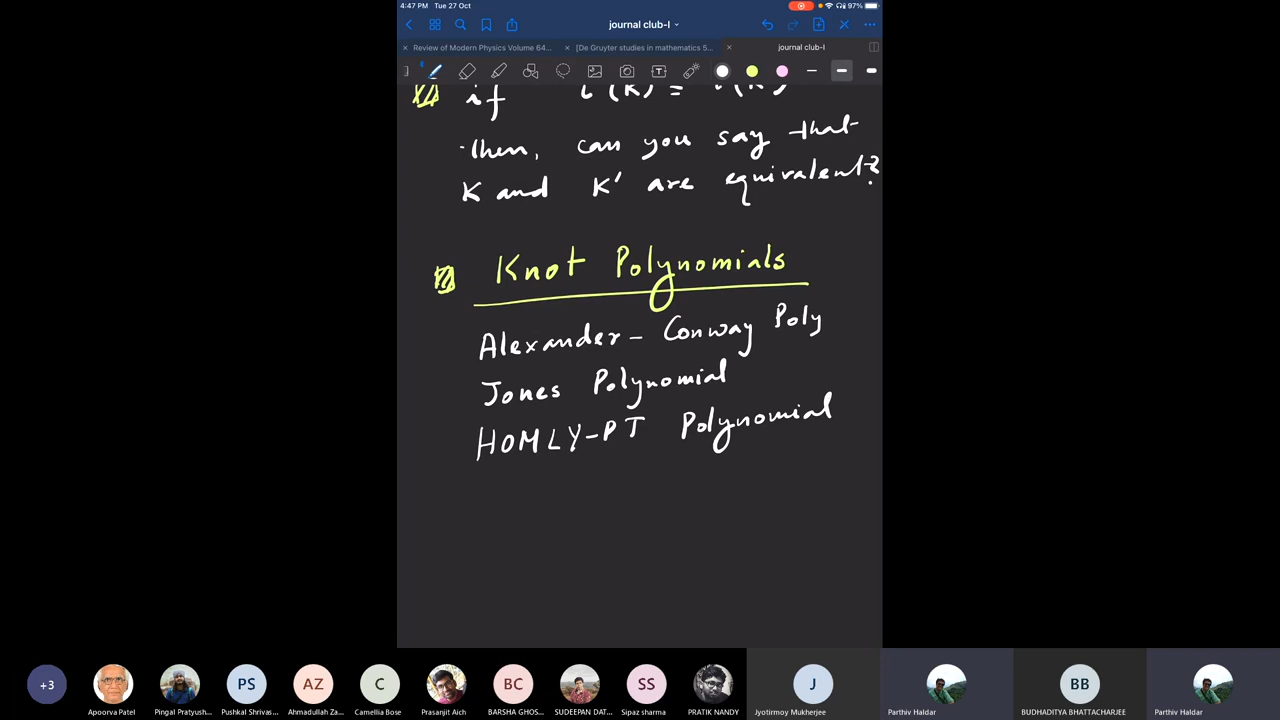 4:47 PM Tue 27 Oct
97%
journal club-I
Review of Modern Physics Volume 64...
[De Gruyter studies in mathematics 5...
journal club-I
if
then, can you say that
K and K' are equivalent?
Knot Polynomials
Alexander - Conway Poly
Jones Polynomial
HOMLY-PT Polynomial
+3
PS
AZ
C
BC
SS
J
BB
Apoorva Patel
Pingal Pratyush...
Pushkal Shrivas...
Ahmadullah Za...
Camellia Bose
Prasanjit Aich
BARSHA GHOS...
SUDEEPAN DAT...
Sipaz sharma
PRATIK NANDY
Jyotirmoy Mukherjee
Parthiv Haldar
BUDHADITYA BHATTACHARJEE
Parthiv Haldar